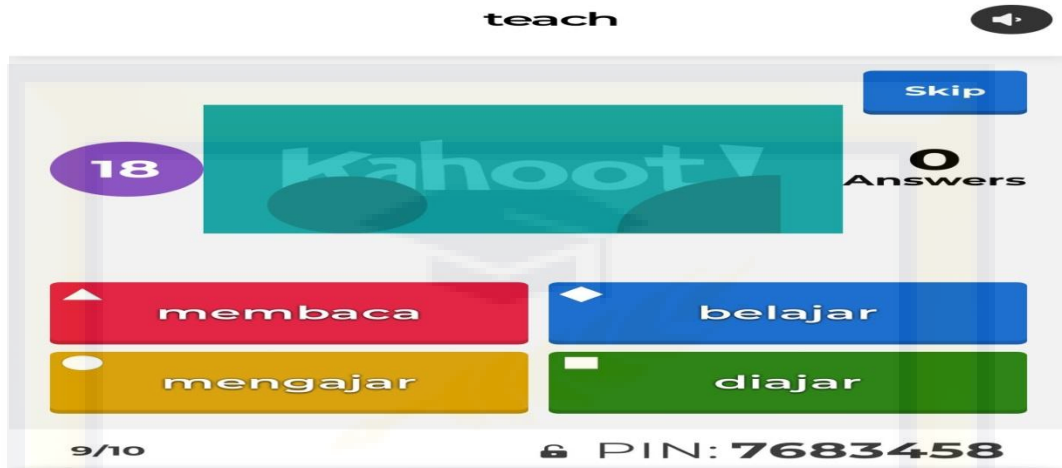 teach
Skip
18
Kahoot!
0
Answers
membaca
belajar
mengajar
diajar
9/10
PIN: 7683458